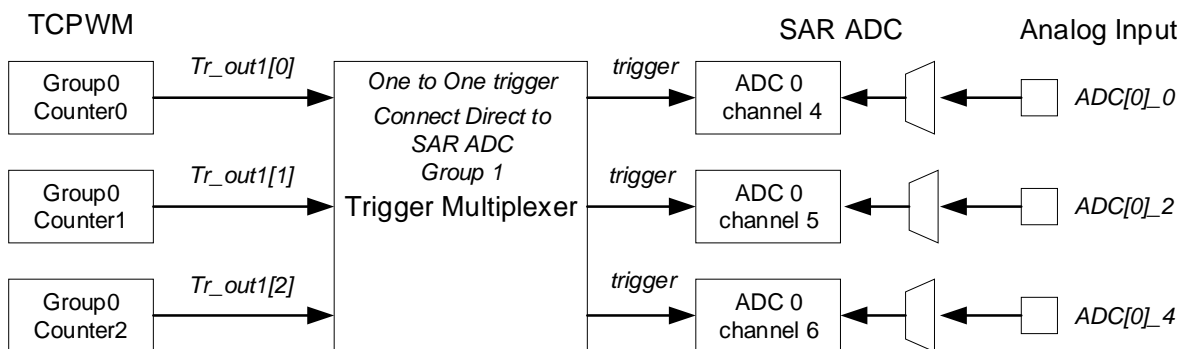 TCPWM
SAR ADC
Analog Input
Group0
Counter0
Tr_out1[0]
One to One trigger
Connect Direct to
SAR ADC
Group 1
Trigger Multiplexer
trigger
ADC 0
channel 4
ADC[0]_0
Group0
Counter1
Tr_out1[1]
trigger
ADC 0
channel 5
ADC[0]_2
Group0
Counter2
Tr_out1[2]
trigger
ADC 0
channel 6
ADC[0]_4